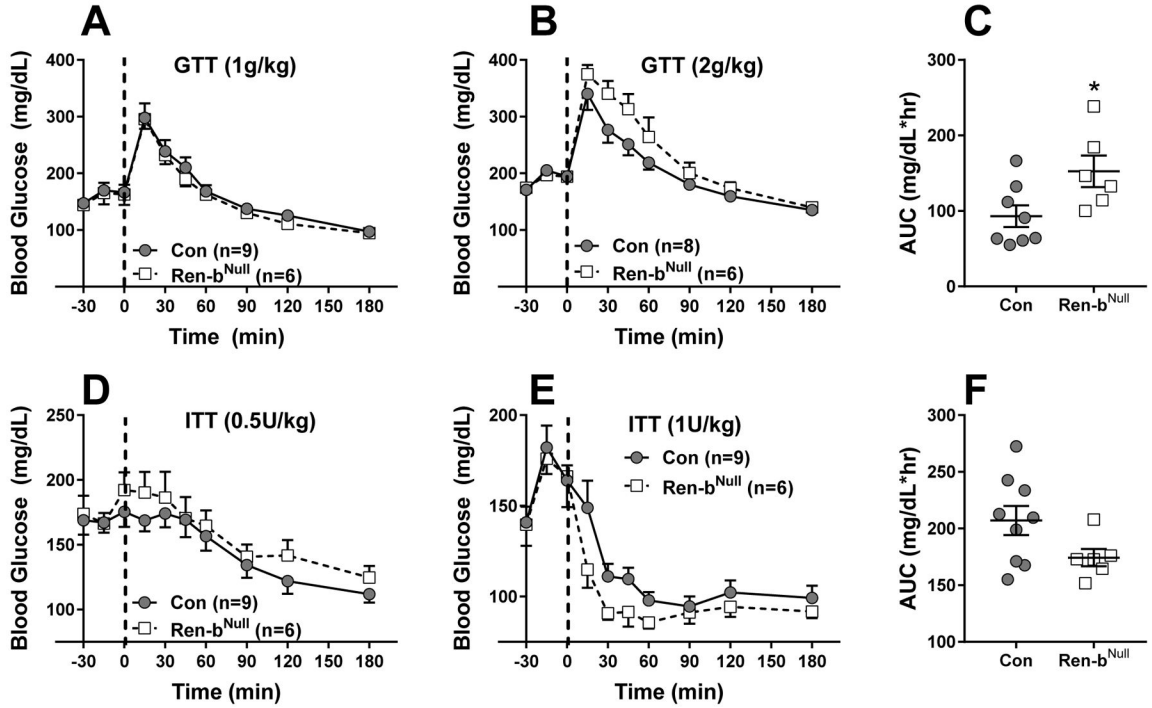 A
GTT (1g/kg)
Blood Glucose (mg/dL)
400
300
200
100
Con (n=9)
Ren-bNull (n=6)
-30 0 30 60 90 120 150 180
Time (min)
B
GTT (2g/kg)
Blood Glucose (mg/dL)
400
300
200
100
Con (n=8)
Ren-bNull (n=6)
-30 0 30 60 90 120 150 180
Time (min)
C
AUC (mg/dL*hr)
300
200
100
0
*
Con Ren-bNull
D
ITT (0.5U/kg)
Blood Glucose (mg/dL)
250
200
150
100
Con (n=9)
Ren-bNull (n=6)
-30 0 30 60 90 120 150 180
Time (min)
E
ITT (1U/kg)
Blood Glucose (mg/dL)
200
150
100
Con (n=9)
Ren-bNull (n=6)
-30 0 30 60 90 120 150 180
Time (min)
F
AUC (mg/dL*hr)
300
250
200
150
100
Con Ren-bNull